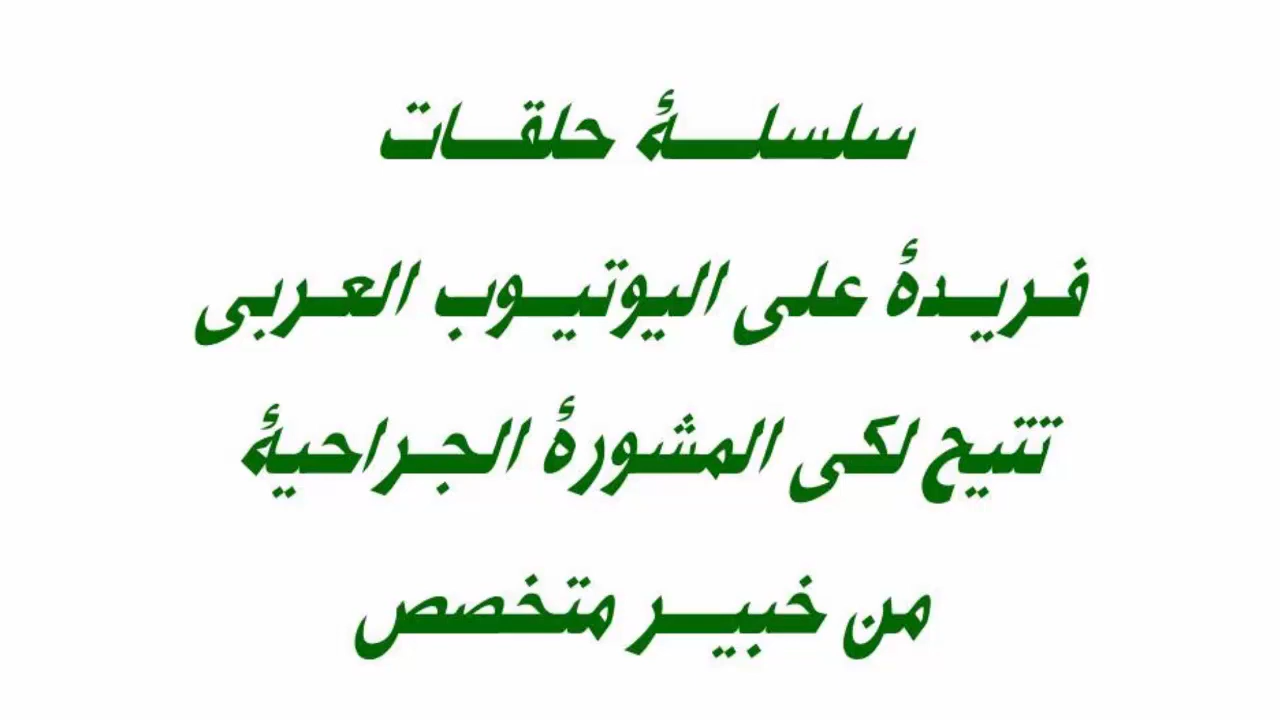 سلسلة حلقات
فريدة على اليوتيوب العربى
تتيح لكى المشورة الجراحية
من خبير متخصص